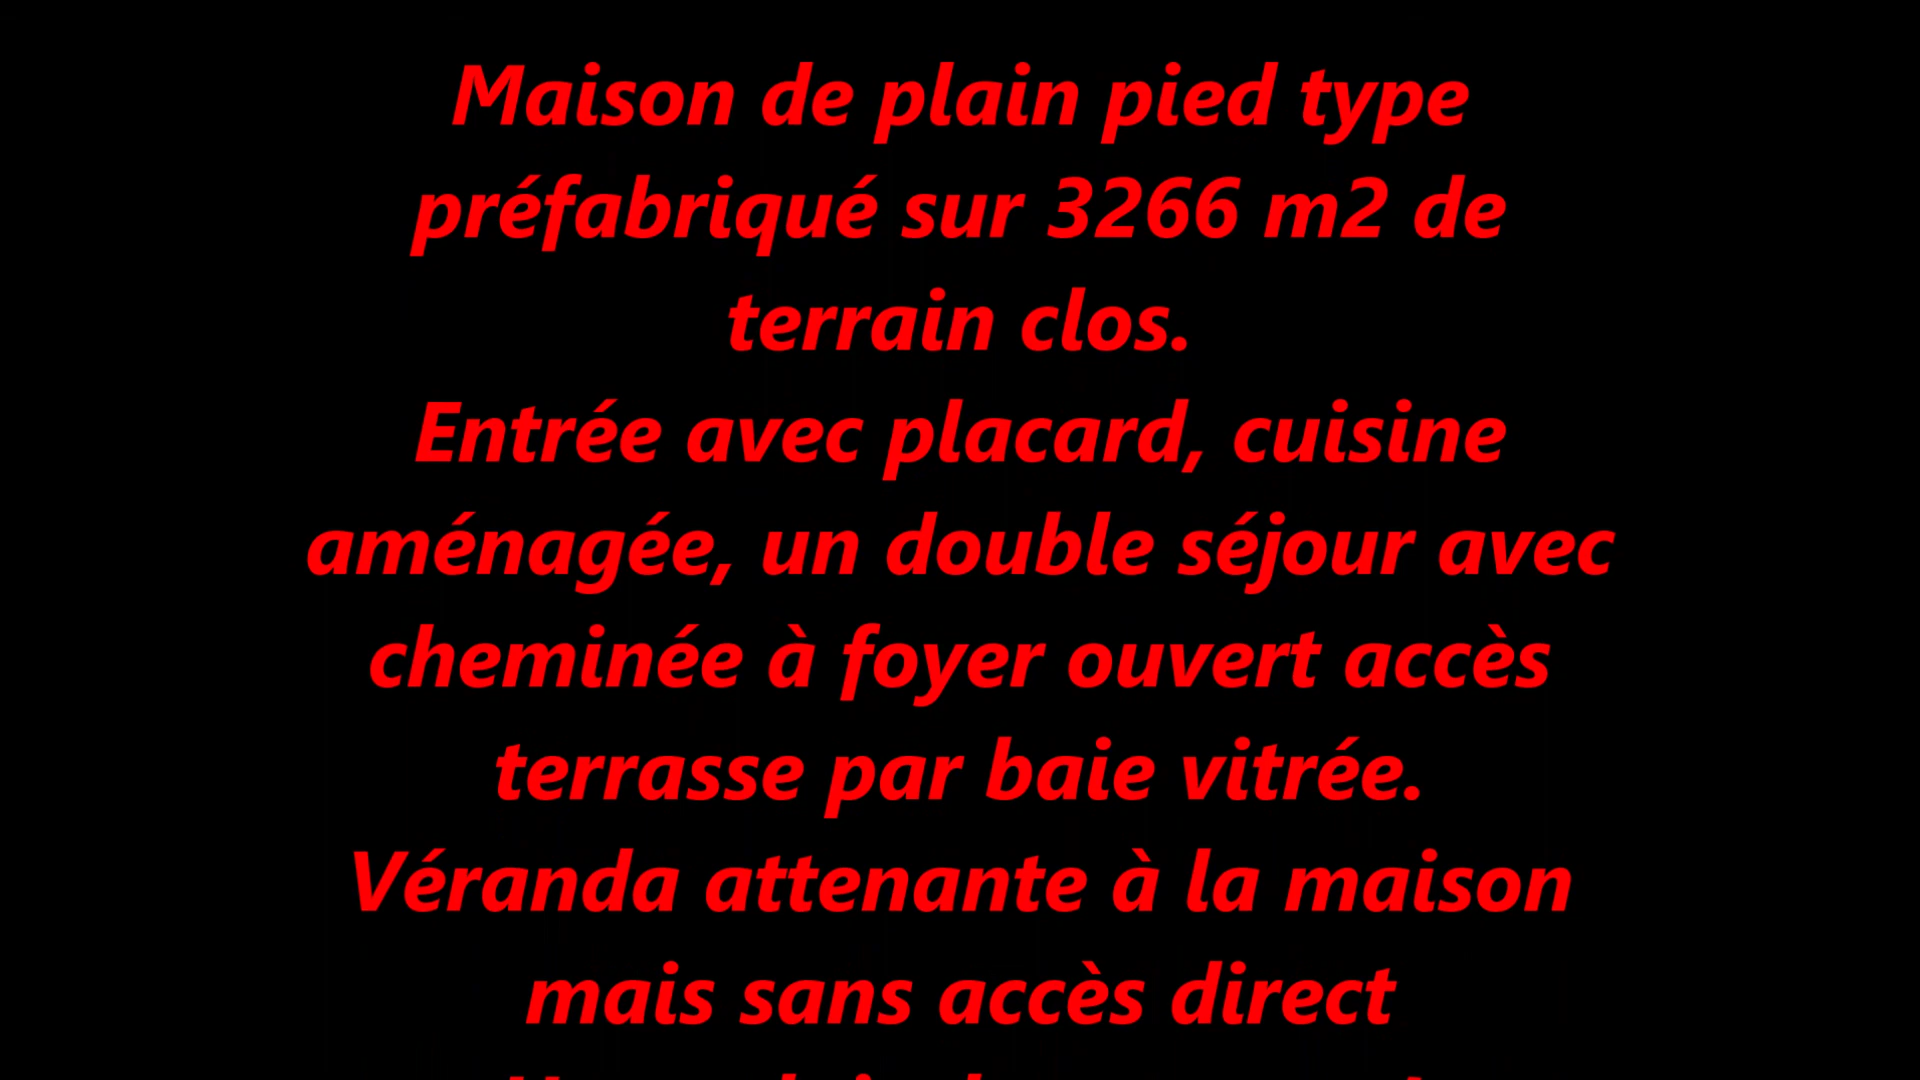 Maison de plain pied type
préfabriqué sur 3266 m2 de
terrain clos.
Entrée avec placard, cuisine
aménagée, un double séjour avec
cheminée à foyer ouvert accès
terrasse par baie vitrée.
Véranda attenante à la maison
mais sans accès direct